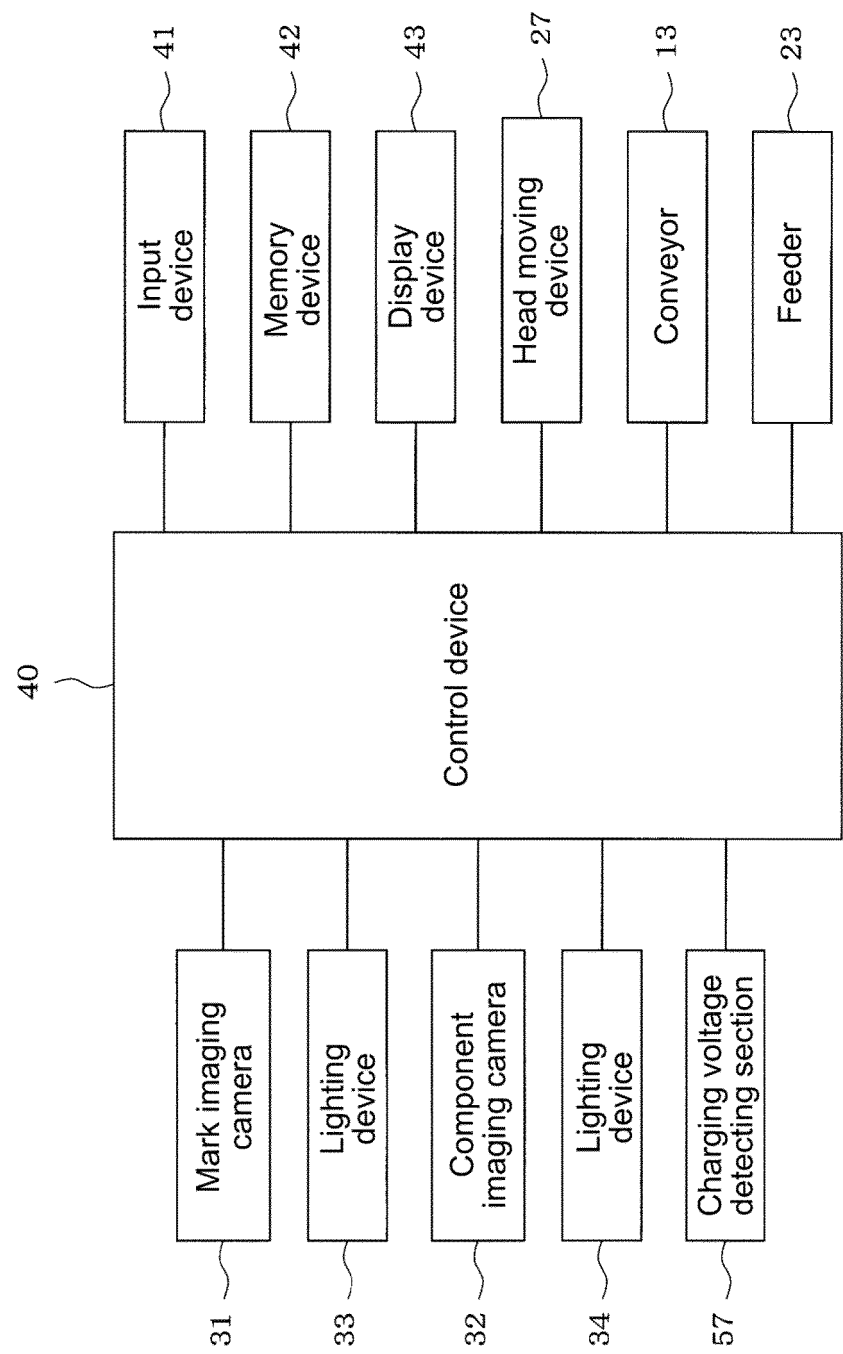 40
Control device
31
Mark imaging
camera
33
Lighting
device
32
Component
imaging camera
34
Lighting
device
57
Charging voltage
detecting section
Input
device
41
Memory
device
42
Display
device
43
Head moving
device
27
Conveyor
13
Feeder
23